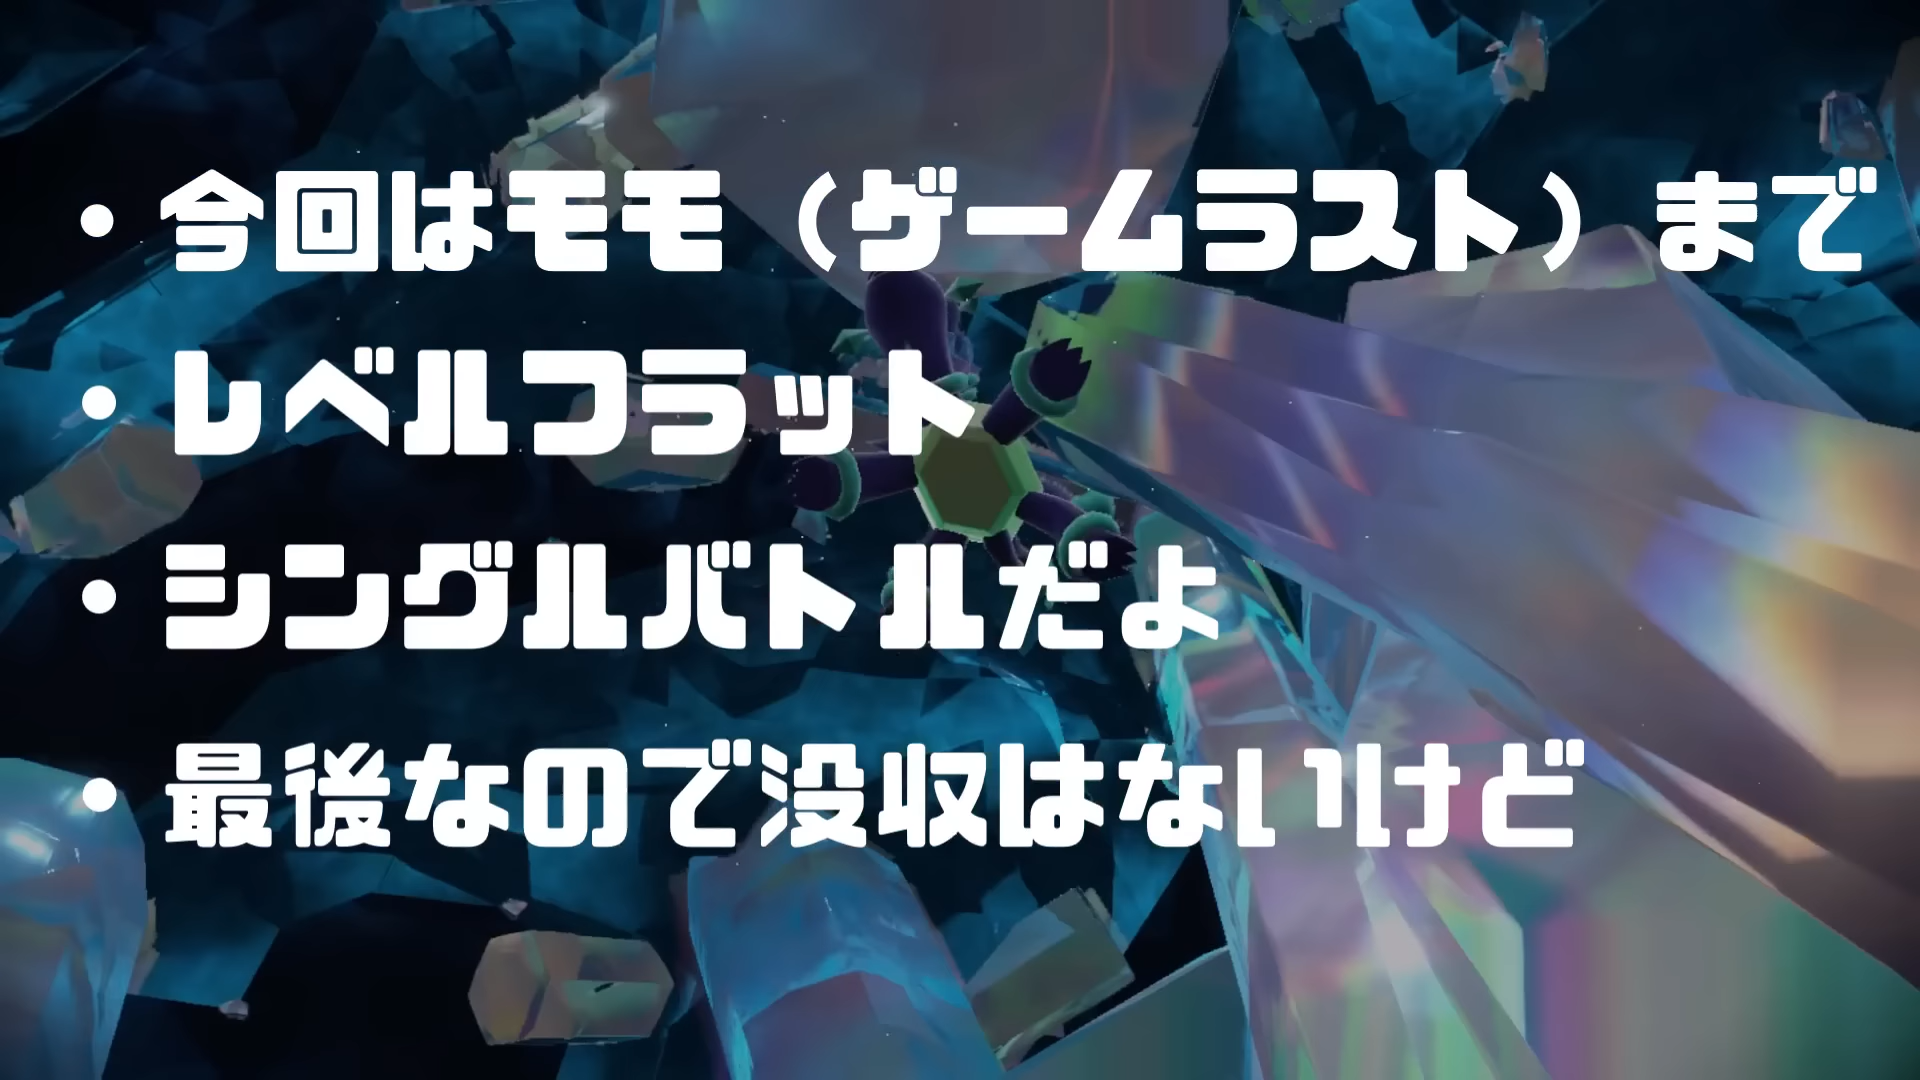 ・今回はモモ（ゲームラスト）まで
・レベルフラット
・シングルバトルだよ
・最後なので没収はないけど